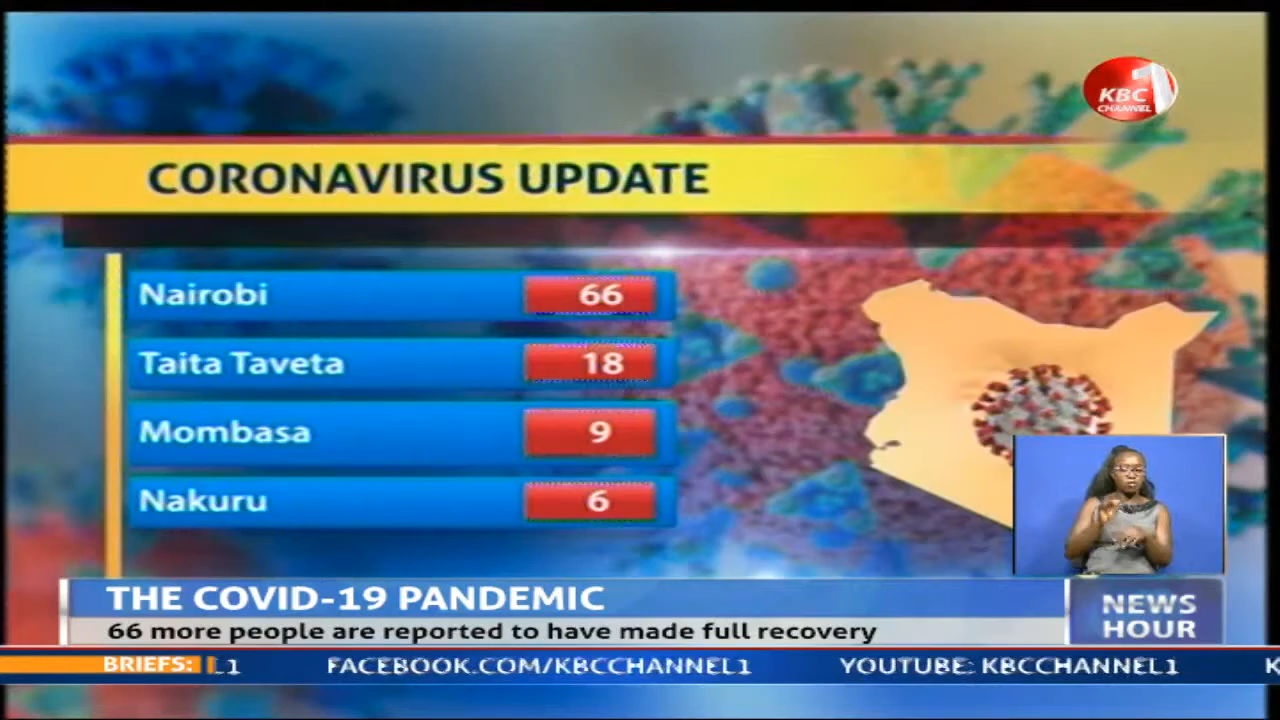 KBC 1
CHANNEL
CORONAVIRUS UPDATE
Nairobi 66
Taita Taveta 18
Mombasa 9
Nakuru 6
THE COVID-19 PANDEMIC
66 more people are reported to have made full recovery
NEWS
HOUR
BRIEFS: L1 FACEBOOK.COM/KBCCHANNEL1 YOUTUBE: KBCCHANNEL1 K